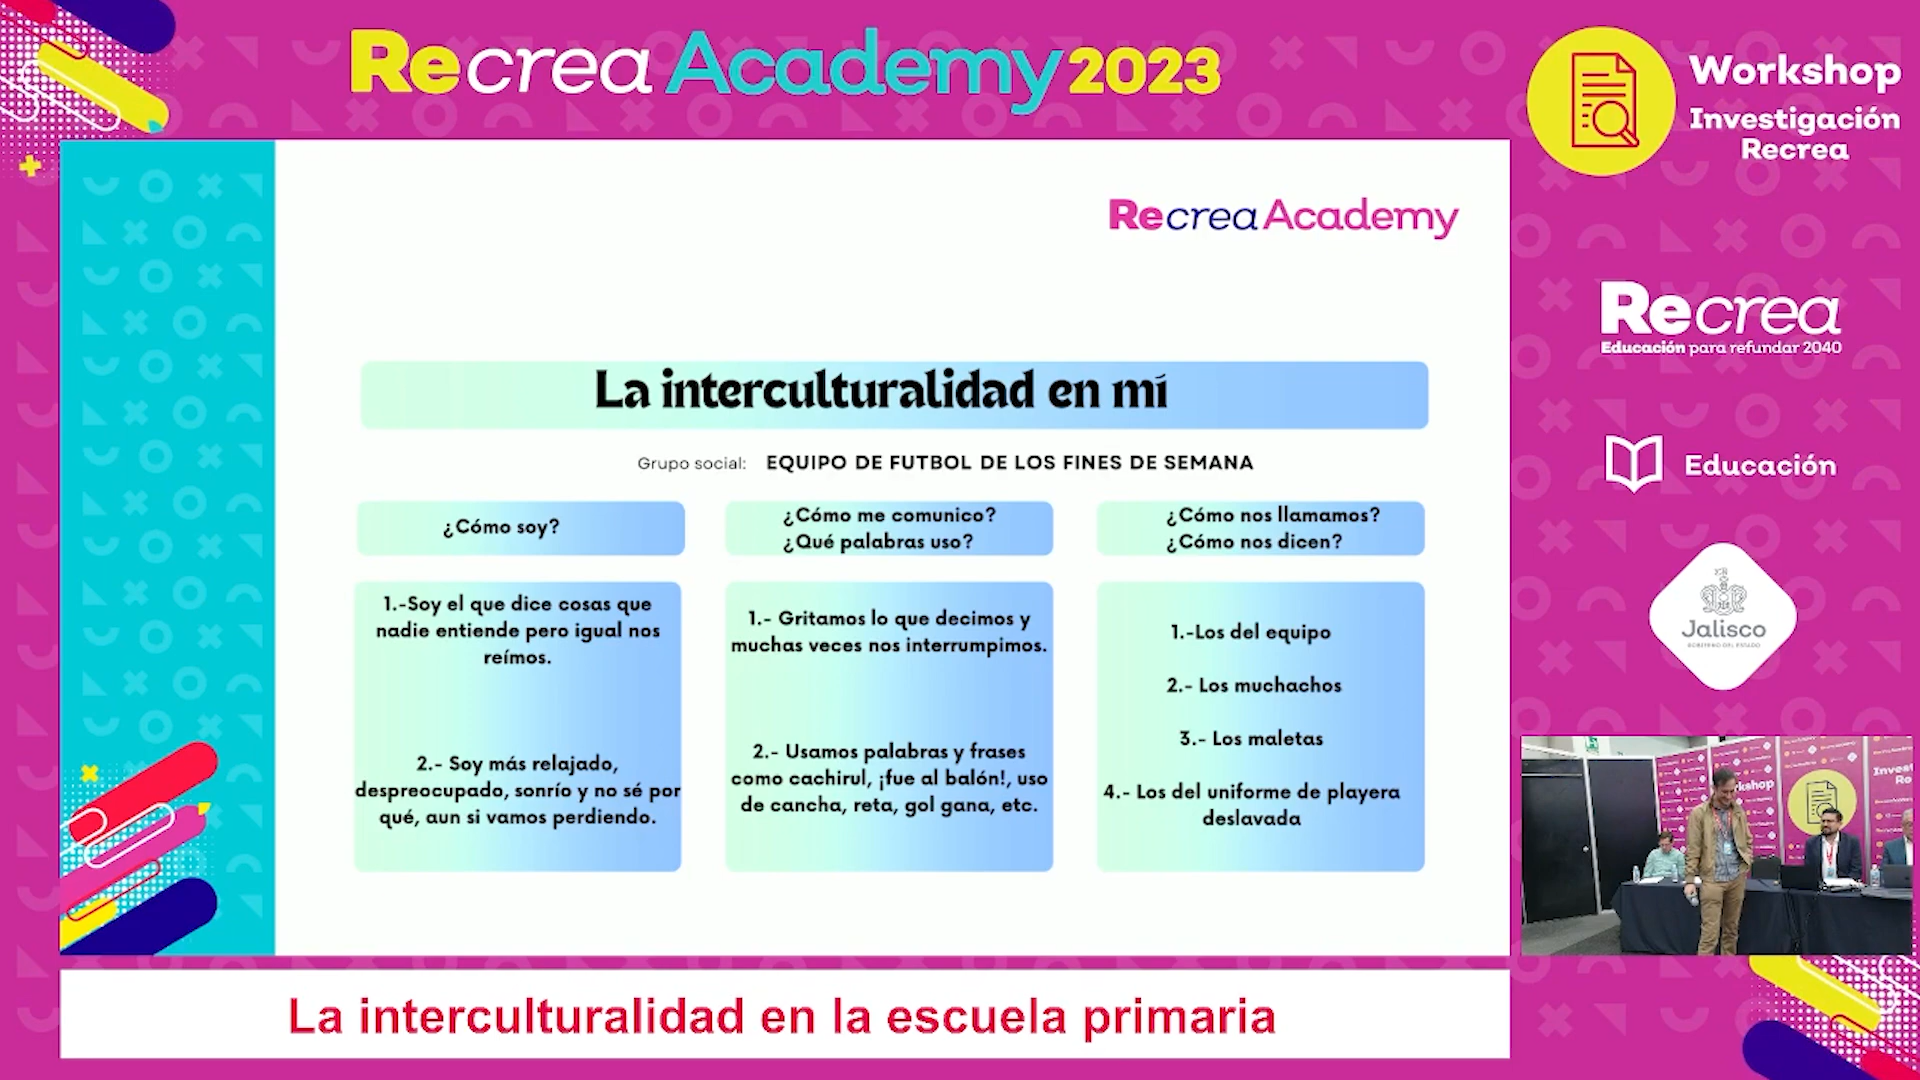 Recrea Academy 2023
Workshop
Investigación
Recrea
Recrea Academy
La interculturalidad en mí
Grupo social: EQUIPO DE FUTBOL DE LOS FINES DE SEMANA
¿Cómo soy?
1.-Soy el que dice cosas que
nadie entiende pero igual nos
reímos.
2.- Soy más relajado,
despreocupado, sonrío y no sé por
qué, aun si vamos perdiendo.
¿Cómo me comunico?
¿Qué palabras uso?
1.- Gritamos lo que decimos y
muchas veces nos interrumpimos.
2.- Usamos palabras y frases
como cachirul, ¡fue al balón!, uso
de cancha, reta, gol gana, etc.
¿Cómo nos llamamos?
¿Cómo nos dicen?
1.-Los del equipo
2.- Los muchachos
3.- Los maletas
4.- Los del uniforme de playera
deslavada
Recrea
Educación para refundar 2040
Educación
Jalisco
GOBIERNO DEL ESTADO
La interculturalidad en la escuela primaria